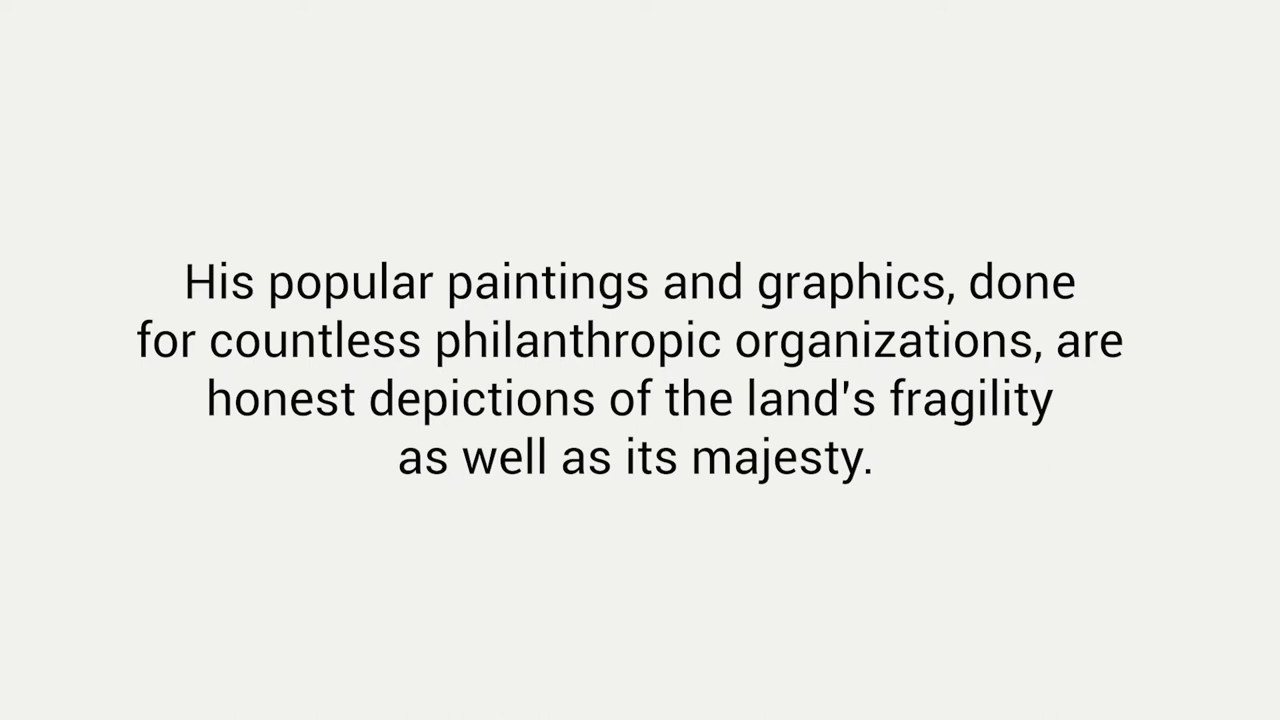 His popular paintings and graphics, done
for countless philanthropic organizations, are
honest depictions of the land's fragility
as well as its majesty.